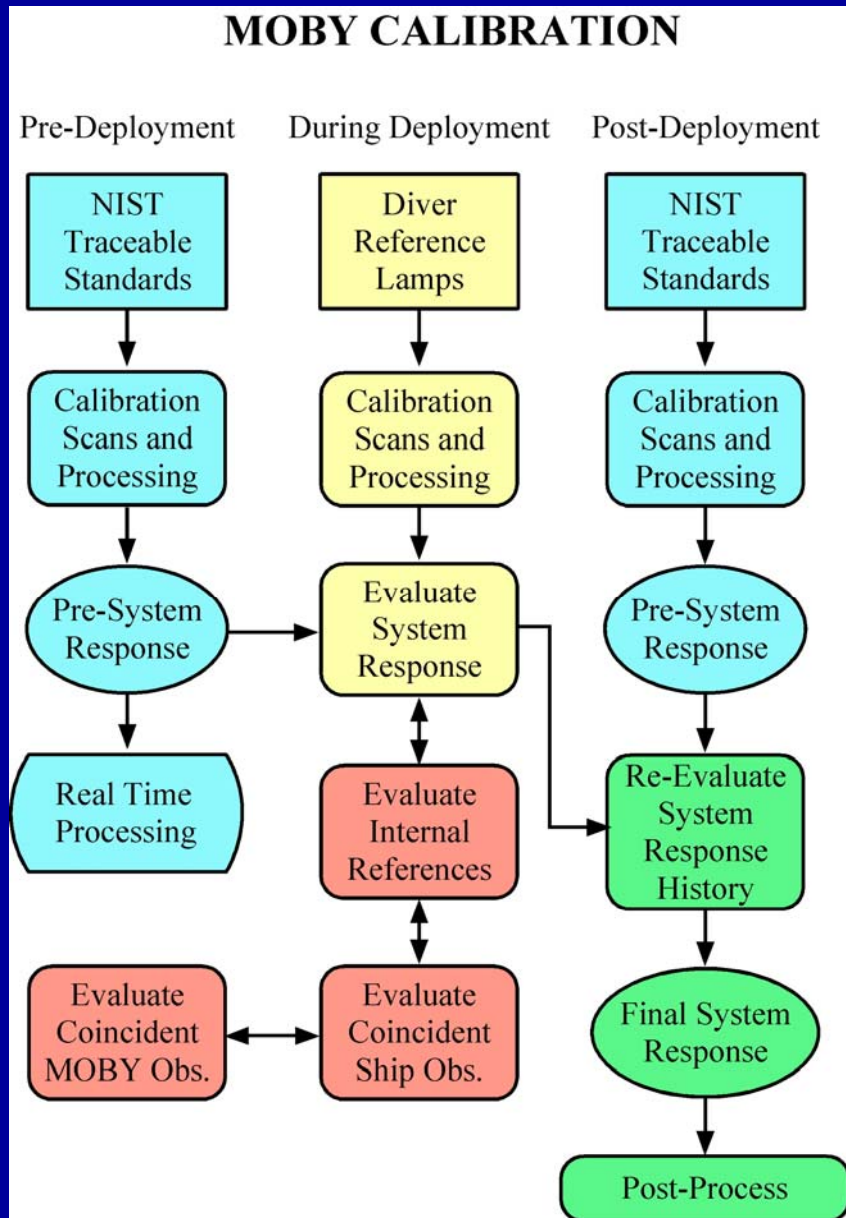 MOBY CALIBRATION
Pre-Deployment
During Deployment
Post-Deployment
NIST
Traceable
Standards
Diver
Reference
Lamps
NIST
Traceable
Standards
Calibration
Scans and
Processing
Calibration
Scans and
Processing
Calibration
Scans and
Processing
Pre-System
Response
Evaluate
System
Response
Pre-System
Response
Real Time
Processing
Evaluate
Internal
References
Re-Evaluate
System
Response
History
Evaluate
Coincident
MOBY Obs.
Evaluate
Coincident
Ship Obs.
Final System
Response
Post-Process